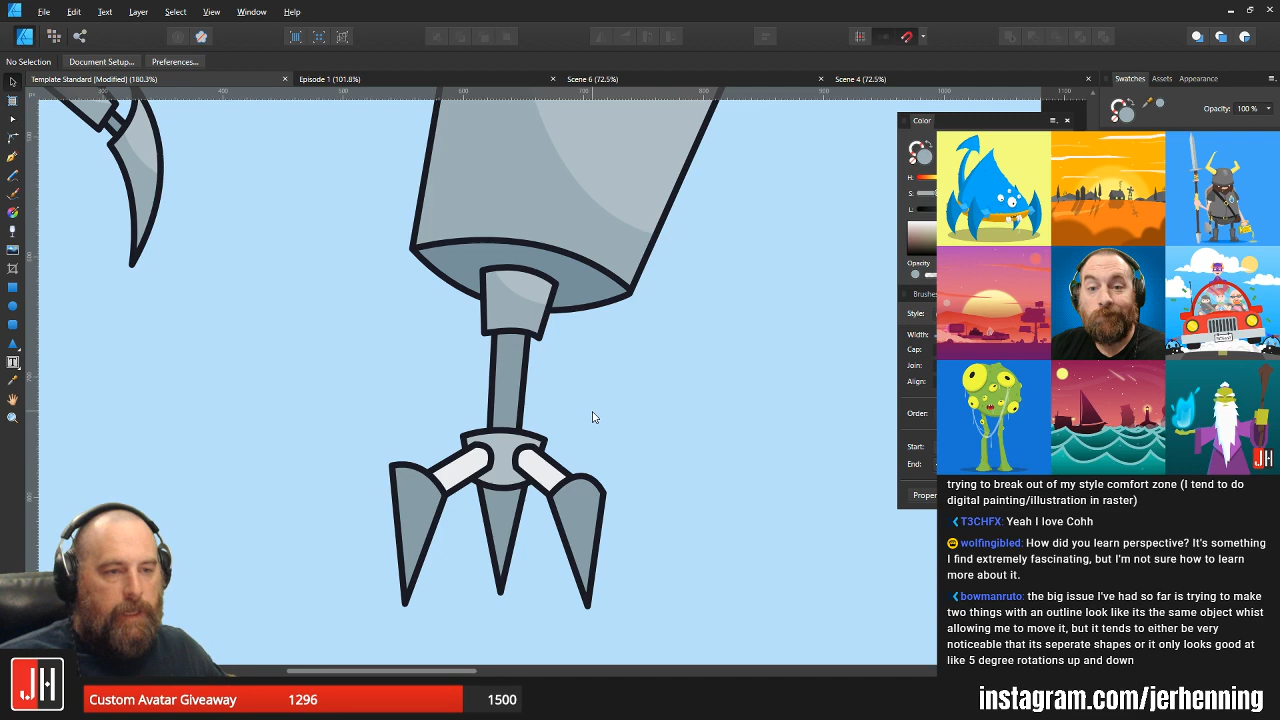 File Edit Text Layer Select View Window Help
No Selection Document Setup... Preferences...
Template Standard [Modified] (180.3%) Episode 1 (101.8%) Scene 6 (72.5%) Scene 4 (72.5%)
Swatches Assets Appearance
Opacity: 100 %
Color
H:
S:
L:
Opacity
Brushes
Style:
Width:
Cap:
Join:
Align:
Order:
Start:
End:
Proper
trying to break out of my style comfort zone (I tend to do
digital painting/illustration in raster)
T3CHFX: Yeah I love Cohh
wolfingibled: How did you learn perspective? It's something
I find extremely fascinating, but I'm not sure how to learn
more about it.
bowmanruto: the big issue I've had so far is trying to make
two things with an outline look like its the same object whist
allowing me to move it, but it tends to either be very
noticeable that its seperate shapes or it only looks good at
like 5 degree rotations up and down
JH
Custom Avatar Giveaway 1296 1500
instagram.com/jerhenning